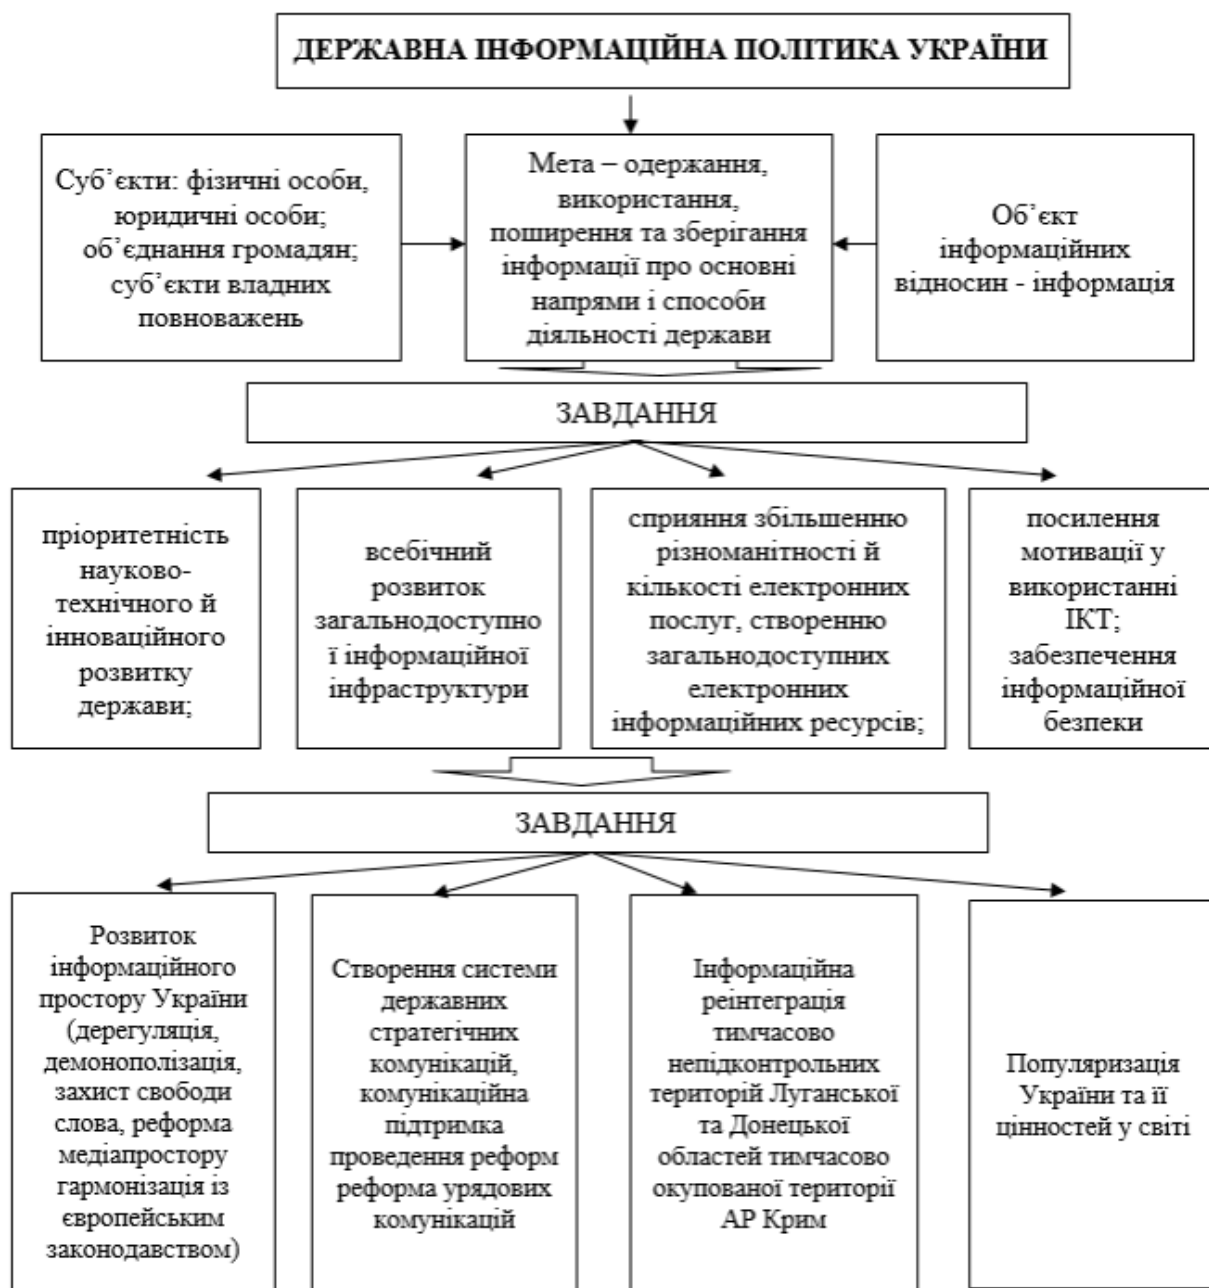 ДЕРЖАВНА ІНФОРМАЦІЙНА ПОЛІТИКА УКРАЇНИ
Суб’єкти: фізичні особи,
юридичні особи;
об’єднання громадян;
суб’єкти владних
повноважень
Мета – одержання,
використання,
поширення та зберігання
інформації про основні
напрями і способи
діяльності держави
Об’єкт
інформаційних
відносин - інформація
ЗАВДАННЯ
пріоритетність
науково-
технічного й
інноваційного
розвитку
держави;
всебічний
розвиток
загальнодоступно
ї інформаційної
інфраструктури
сприяння збільшенню
різноманітності й
кількості електронних
послуг, створенню
загальнодоступних
електронних
інформаційних ресурсів;
посилення
мотивації у
використанні
ІКТ;
забезпечення
інформаційної
безпеки
ЗАВДАННЯ
Розвиток
інформаційного
простору України
(дерегуляція,
демонополізація,
захист свободи
слова, реформа
медіапростору
гармонізація із
європейським
законодавством)
Створення системи
державних
стратегічних
комунікацій,
комунікаційна
підтримка
проведення реформ
реформа урядових
комунікацій
Інформаційна
реінтеграція
тимчасово
непідконтрольних
територій Луганської
та Донецької
областей тимчасово
окупованої території
АР Крим
Популяризація
України та її
цінностей у світі